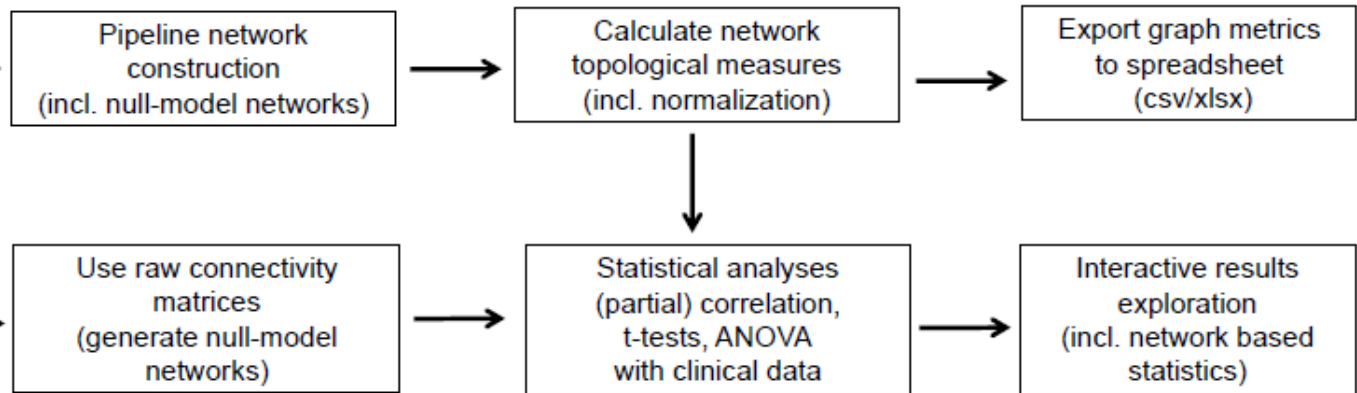 Pipeline network
construction
(incl. null-model networks)
Calculate network
topological measures
(incl. normalization)
Export graph metrics
to spreadsheet
(csv/xlsx)
Use raw connectivity
matrices
(generate null-model
networks)
Statistical analyses
(partial) correlation,
t-tests, ANOVA
with clinical data
Interactive results
exploration
(incl. network based
statistics)